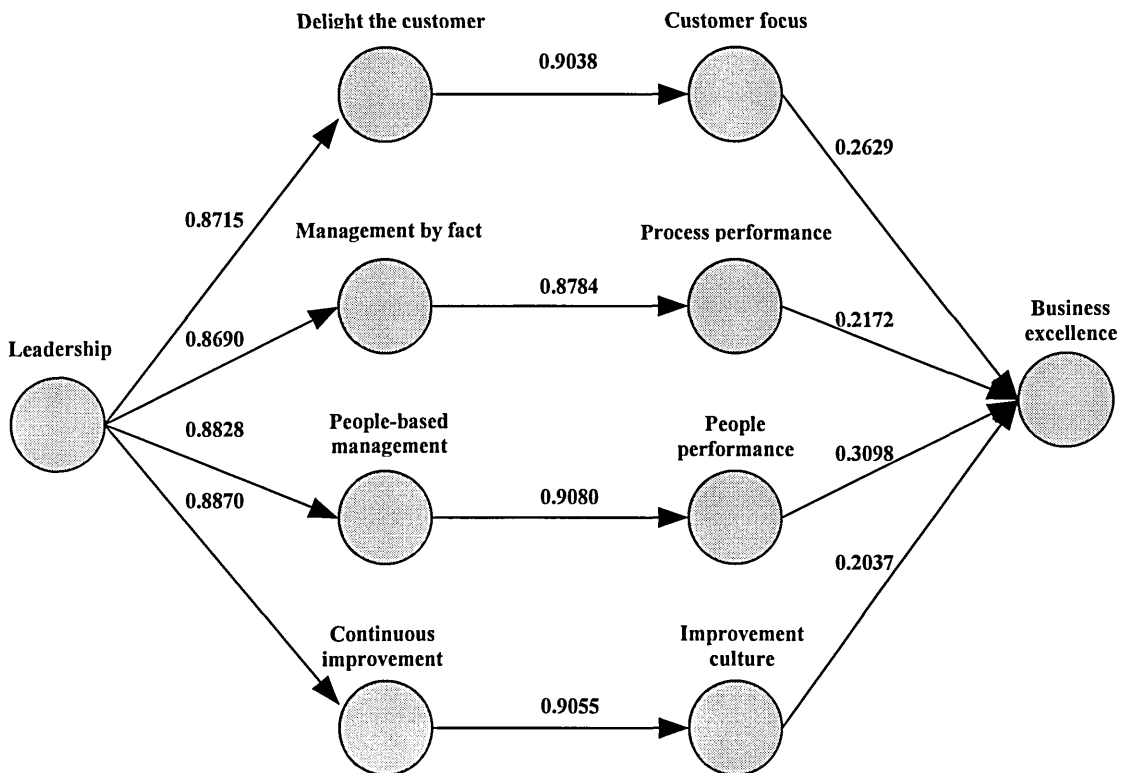 Delight the customer
Customer focus
0.9038
0.2629
0.8715
Management by fact
Process performance
0.8784
Business
excellence
0.2172
0.8690
Leadership
People-based
management
People
performance
0.8828
0.3098
0.8870
0.9080
0.2037
Continuous
improvement
Improvement
culture
0.9055